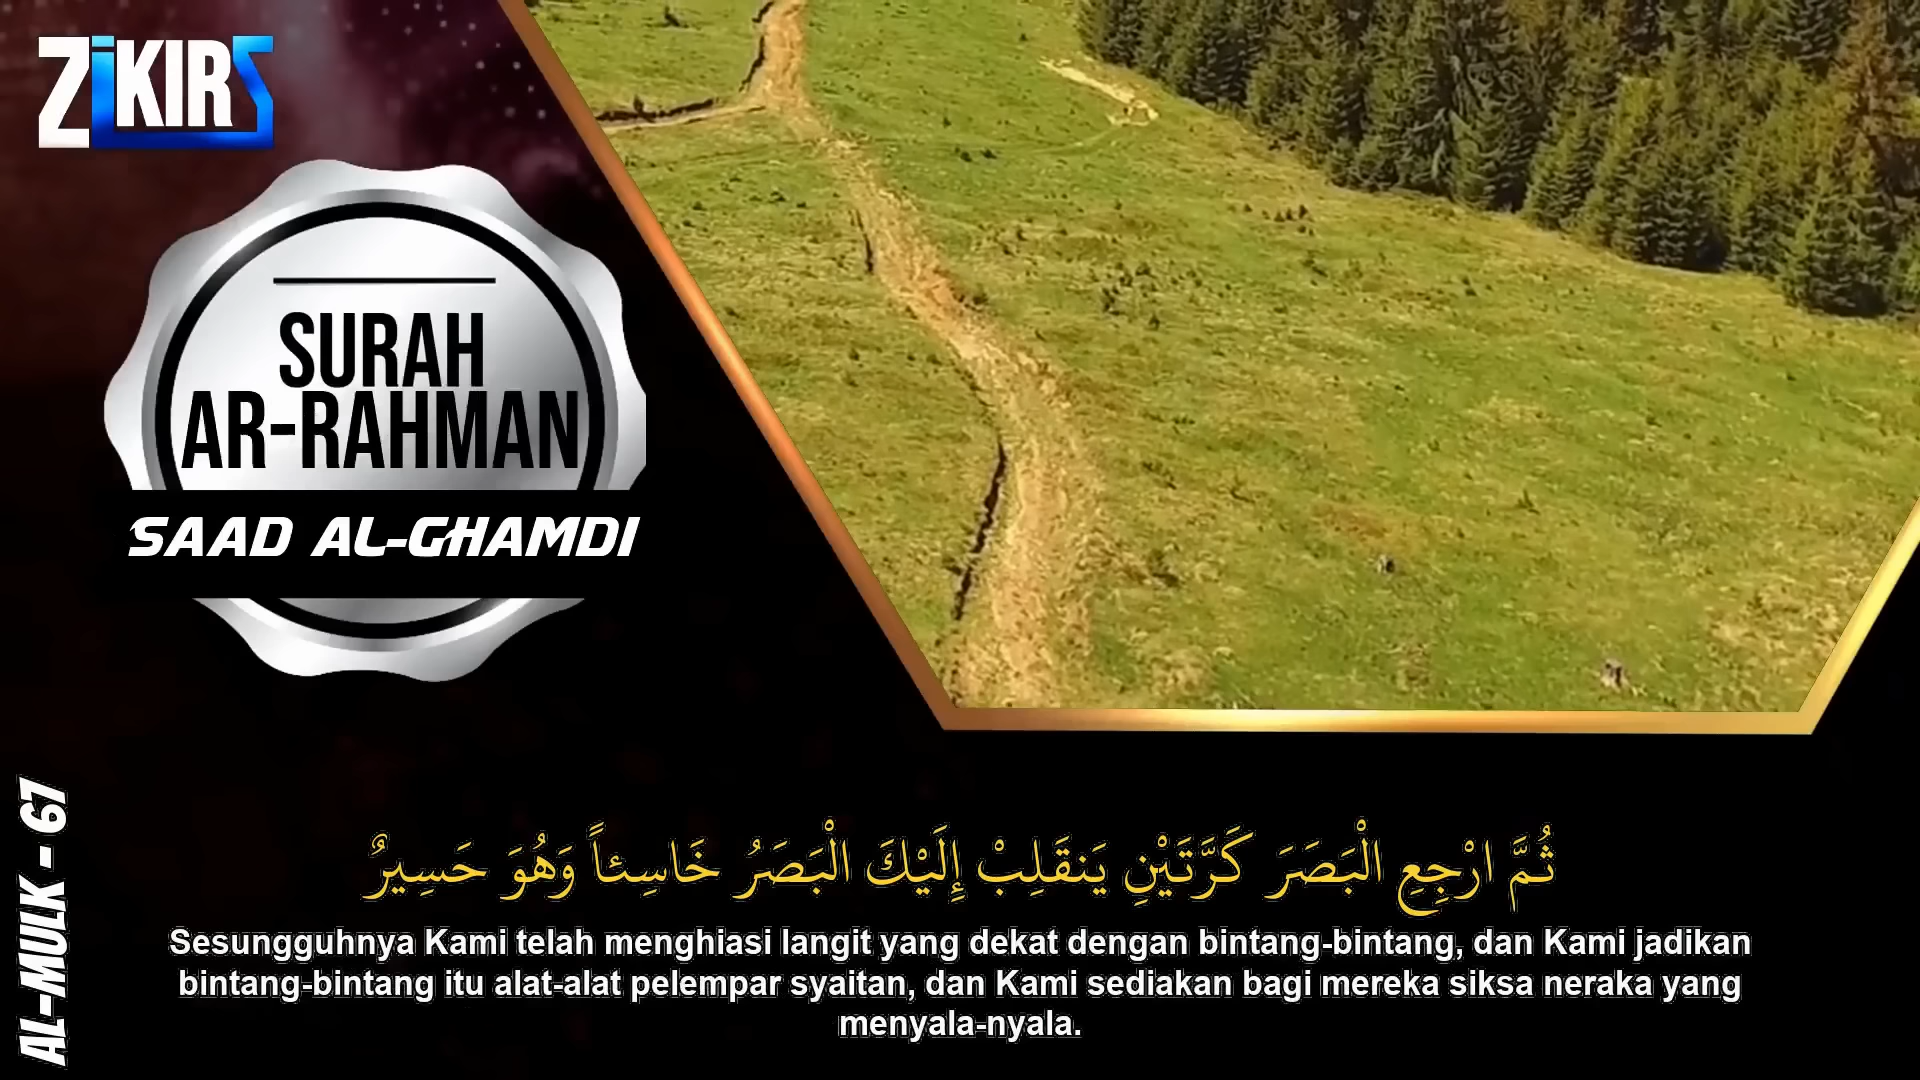 ZiKIRS
SURAH
AR-RAHMAN
SAAD AL-GHAMDI
AL-MULK - 67
ثُمَّ ارْجِعِ الْبَصَرَ كَرَّتَيْنِ يَنقَلِبْ إِلَيْكَ الْبَصَرُ خَاسِئاً وَهُوَ حَسِيرٌ
Sesungguhnya Kami telah menghiasi langit yang dekat dengan bintang-bintang, dan Kami jadikan
bintang-bintang itu alat-alat pelempar syaitan, dan Kami sediakan bagi mereka siksa neraka yang
menyala-nyala.